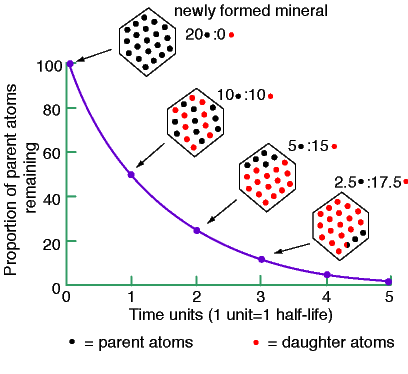 newly formed mineral
20●:0●
10●:10●
5●:15●
2.5●:17.5●
Proportion of parent atoms
remaining
100
80
60
40
20
0
0 1 2 3 4 5
Time units (1 unit=1 half-life)
● = parent atoms ● = daughter atoms